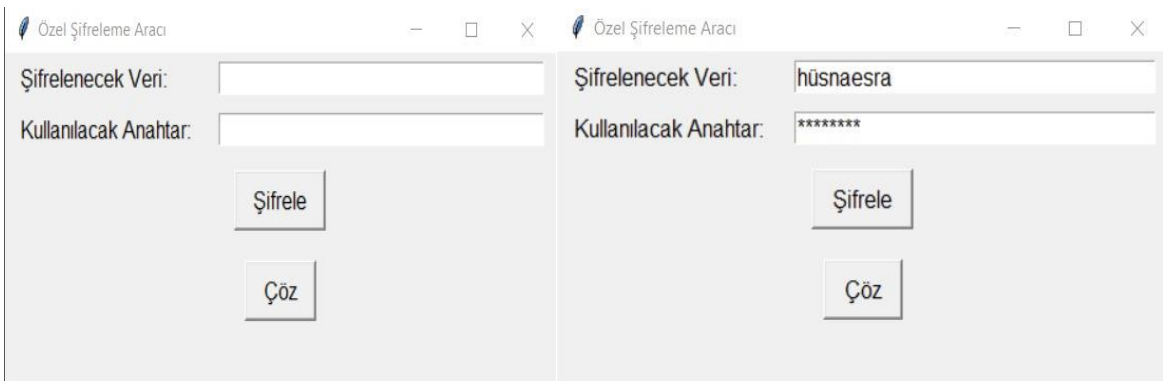 Özel Şifreleme Aracı
Şifrelenecek Veri:
Kullanılacak Anahtar:
Şifrele
Çöz
Özel Şifreleme Aracı
Şifrelenecek Veri: hüsnaesra
Kullanılacak Anahtar: ********
Şifrele
Çöz